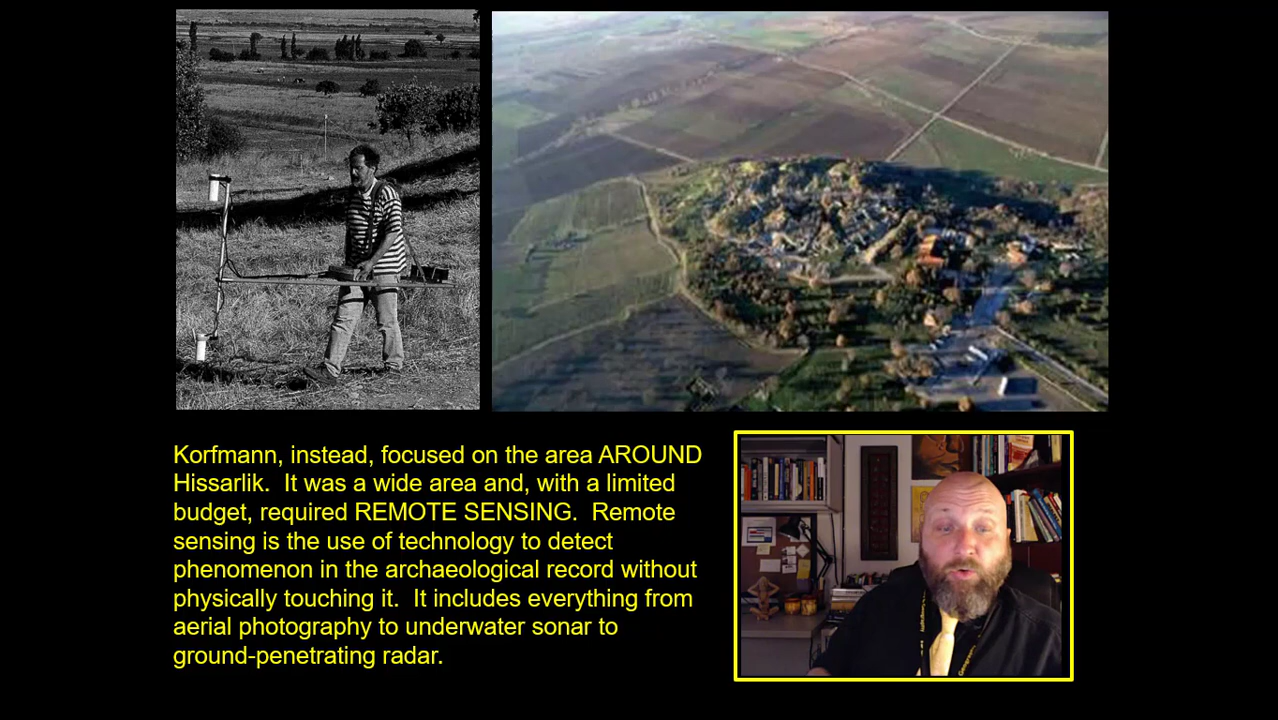 Korfmann, instead, focused on the area AROUND
Hissarlik.  It was a wide area and, with a limited
budget, required REMOTE SENSING.  Remote
sensing is the use of technology to detect
phenomenon in the archaeological record without
physically touching it.  It includes everything from
aerial photography to underwater sonar to
ground-penetrating radar.